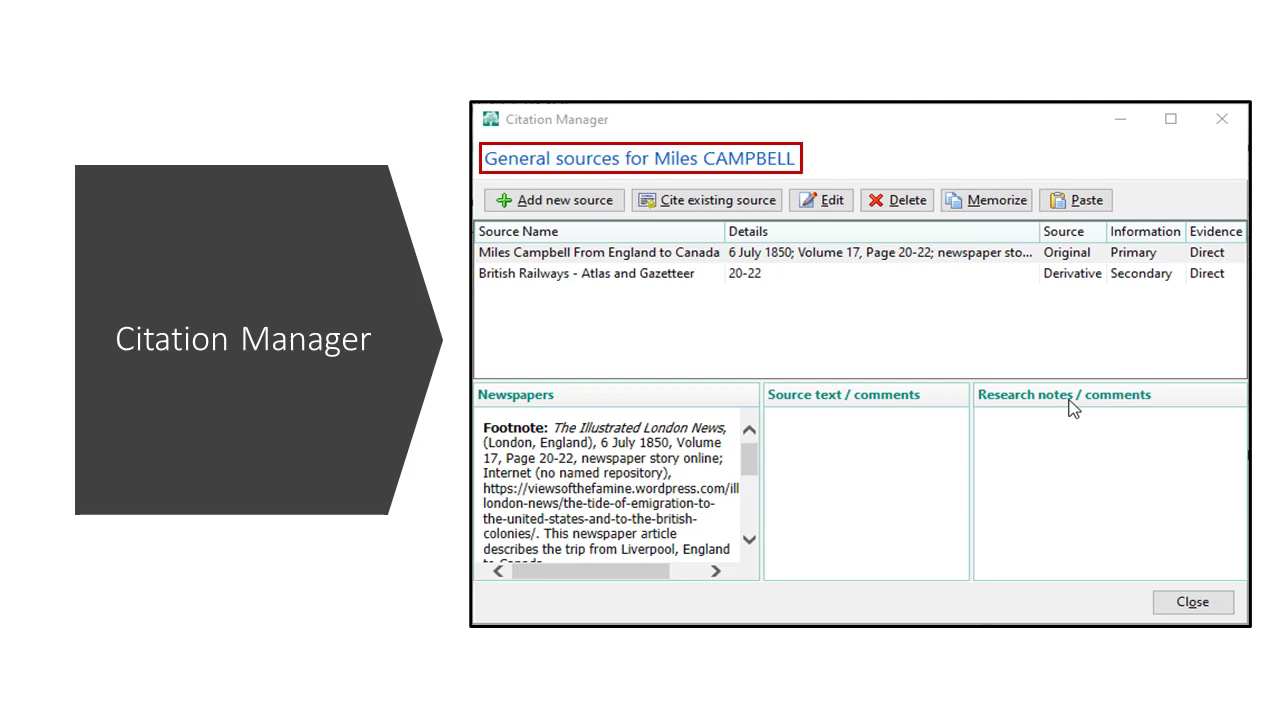 Citation Manager
Citation Manager
General sources for Miles CAMPBELL
Add new source Cite existing source Edit Delete Memorize Paste
Source Name Details Source Information Evidence
Miles Campbell From England to Canada 6 July 1850; Volume 17, Page 20-22; newspaper sto... Original Primary Direct
British Railways - Atlas and Gazetteer 20-22 Derivative Secondary Direct
Newspapers
Footnote: The Illustrated London News,
(London, England), 6 July 1850, Volume
17, Page 20-22, newspaper story online;
Internet (no named repository),
https://viewsofthefamine.wordpress.com/ill
london-news/the-tide-of-emigration-to-
the-united-states-and-to-the-british-
colonies/. This newspaper article
describes the trip from Liverpool, England
to Canada
Source text / comments
Research notes / comments
Close